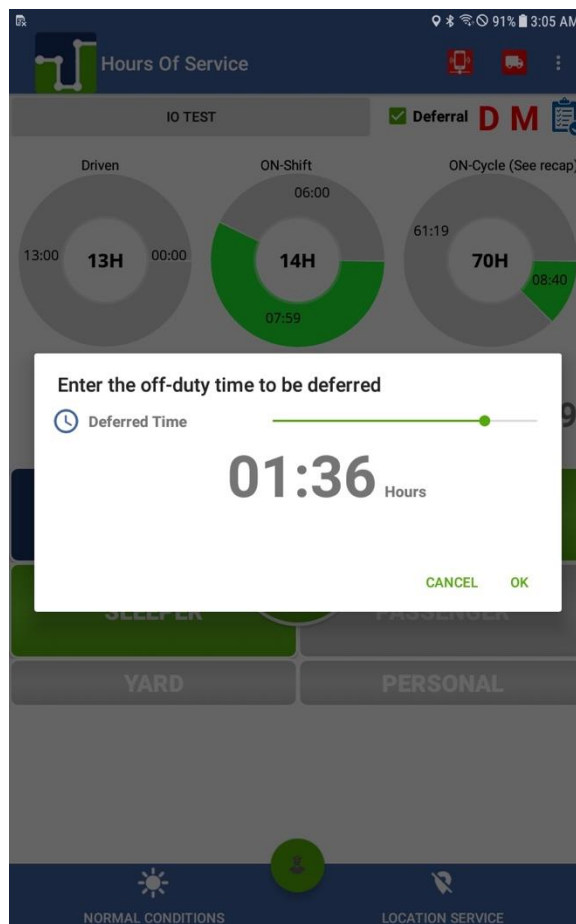 91% 3:05 AM
Hours Of Service
IO TEST
Deferral D M
Driven
ON-Shift
ON-Cycle (See recap)
13:00 13H 00:00
06:00
14H
07:59
61:19
70H
08:40
9
Enter the off-duty time to be deferred
Deferred Time
01:36 Hours
CANCEL OK
SLEEPER PASSENGER
YARD PERSONAL
NORMAL CONDITIONS LOCATION SERVICE